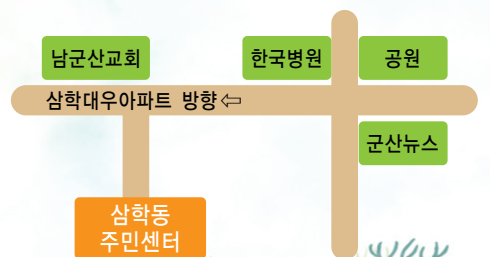 남군산교회
한국병원
공원
삼학대우아파트 방향⇦
군산뉴스
삼학동
주민센터